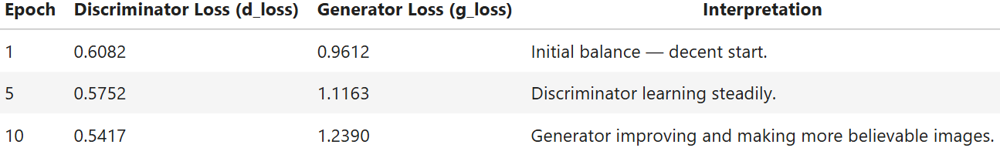 Epoch Discriminator Loss (d_loss) Generator Loss (g_loss) Interpretation
1 0.6082 0.9612 Initial balance — decent start.
5 0.5752 1.1163 Discriminator learning steadily.
10 0.5417 1.2390 Generator improving and making more believable images.